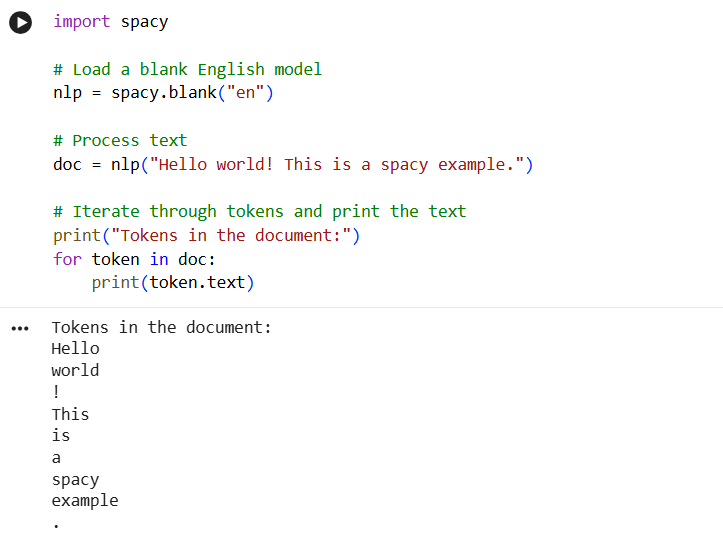 import spacy
# Load a blank English model
nlp = spacy.blank("en")
# Process text
doc = nlp("Hello world! This is a spacy example.")
# Iterate through tokens and print the text
print("Tokens in the document:")
for token in doc:
    print(token.text)
Tokens in the document:
Hello
world
!
This
is
a
spacy
example
.